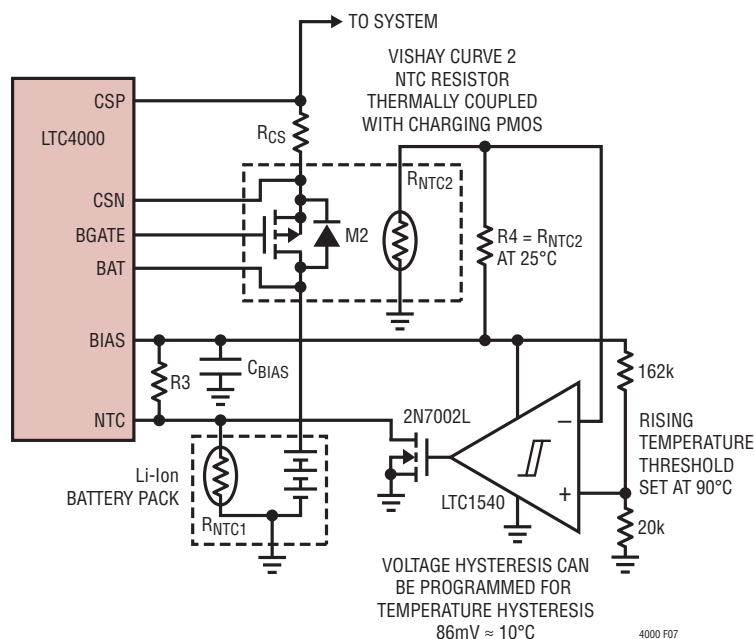 TO SYSTEM
VISHAY CURVE 2
NTC RESISTOR
THERMALLY COUPLED
WITH CHARGING PMOS
CSP
LTC4000
RCS
CSN
RNTC2
BGATE
M2
R4 = RNTC2
AT 25°C
BAT
BIAS
R3
CBIAS
162k
NTC
2N7002L
–
RISING
TEMPERATURE
THRESHOLD
SET AT 90°C
Li-Ion
BATTERY PACK
+
LTC1540
RNTC1
20k
VOLTAGE HYSTERESIS CAN
BE PROGRAMMED FOR
TEMPERATURE HYSTERESIS
86mV ≈ 10°C
4000 F07